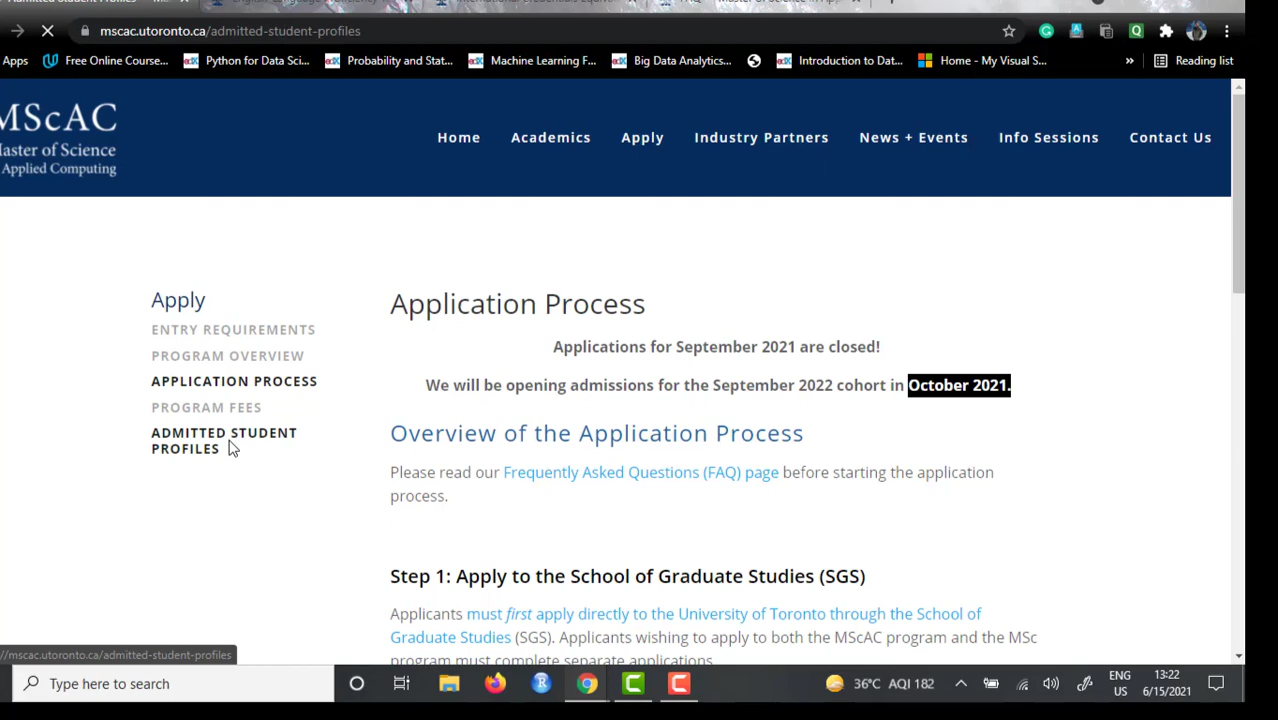 Admitted Student Profiles
mscac.utoronto.ca/admitted-student-profiles
Apps
Free Online Course...
Python for Data Sci...
Probability and Stat...
Machine Learning F...
Big Data Analytics...
Introduction to Dat...
Home - My Visual S...
»
Reading list
MScAC
Master of Science
Applied Computing
Home
Academics
Apply
Industry Partners
News + Events
Info Sessions
Contact Us
Apply
ENTRY REQUIREMENTS
PROGRAM OVERVIEW
APPLICATION PROCESS
PROGRAM FEES
ADMITTED STUDENT
PROFILES
Application Process
Applications for September 2021 are closed!
We will be opening admissions for the September 2022 cohort in October 2021.
Overview of the Application Process
Please read our Frequently Asked Questions (FAQ) page before starting the application
process.
Step 1: Apply to the School of Graduate Studies (SGS)
Applicants must first apply directly to the University of Toronto through the School of
Graduate Studies (SGS). Applicants wishing to apply to both the MScAC program and the MSc
program must complete separate applications.
//mscac.utoronto.ca/admitted-student-profiles
Type here to search
36°C AQI 182
ENG
US
13:22
6/15/2021